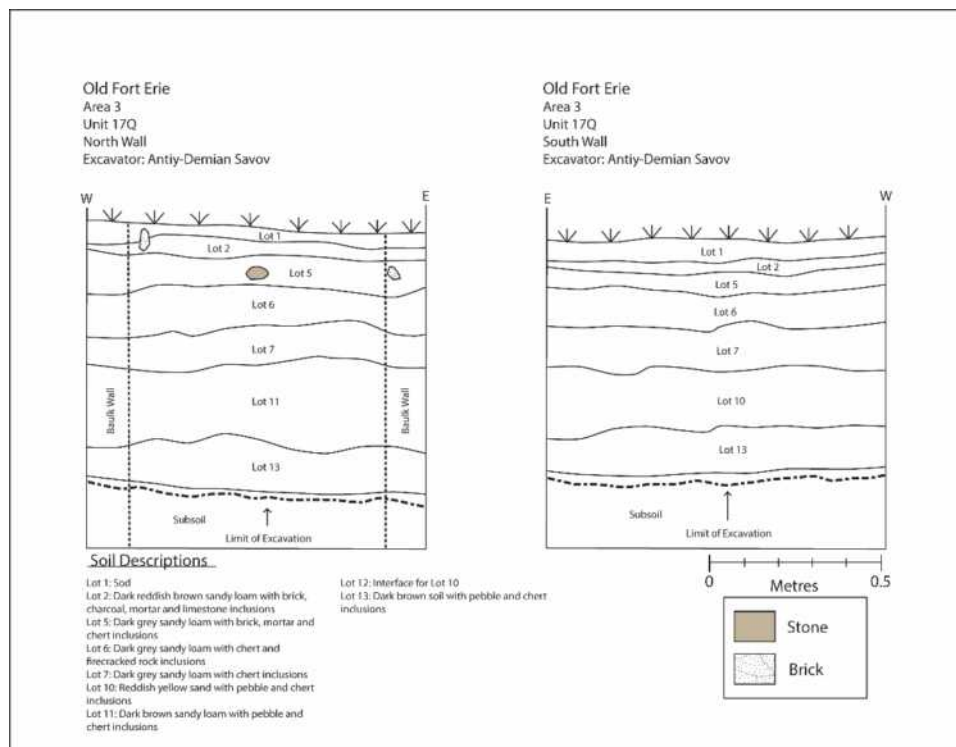 Old Fort Erie
Area 3
Unit 17Q
North Wall
Excavator: Antiy-Demian Savov
W
E
Lot 1
Lot 2
Lot 5
Lot 6
Lot 7
Lot 11
Lot 13
Baulk Wall
Baulk Wall
Subsoil
Limit of Excavation
Old Fort Erie
Area 3
Unit 17Q
South Wall
Excavator: Antiy-Demian Savov
E
W
Lot 1
Lot 2
Lot 5
Lot 6
Lot 7
Lot 10
Lot 13
Subsoil
Limit of Excavation
Soil Descriptions
Lot 1: Sod
Lot 2: Dark reddish brown sandy loam with brick,
charcoal, mortar and limestone inclusions
Lot 5: Dark grey sandy loam with brick, mortar and
chert inclusions
Lot 6: Dark grey sandy loam with chert and
firecracked rock inclusions
Lot 7: Dark grey sandy loam with chert inclusions
Lot 10: Reddish yellow sand with pebble and chert
inclusions
Lot 11: Dark brown sandy loam with pebble and
chert inclusions
Lot 12: Interface for Lot 10
Lot 13: Dark brown soil with pebble and chert
inclusions
0
Metres
0.5
Stone
Brick